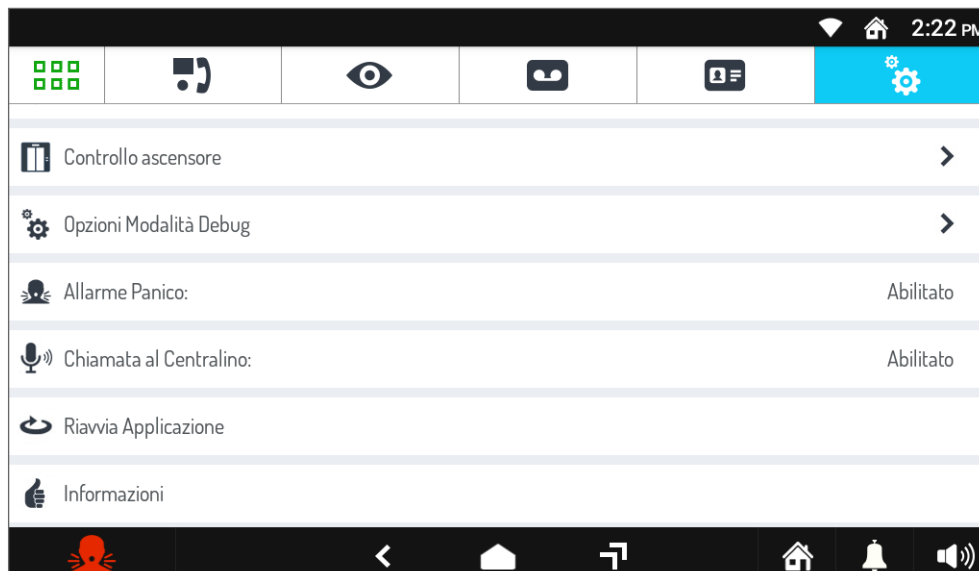 2:22 PM
Controllo ascensore
Opzioni Modalità Debug
Allarme Panico: Abilitato
Chiamata al Centralino: Abilitato
Riavvia Applicazione
Informazioni